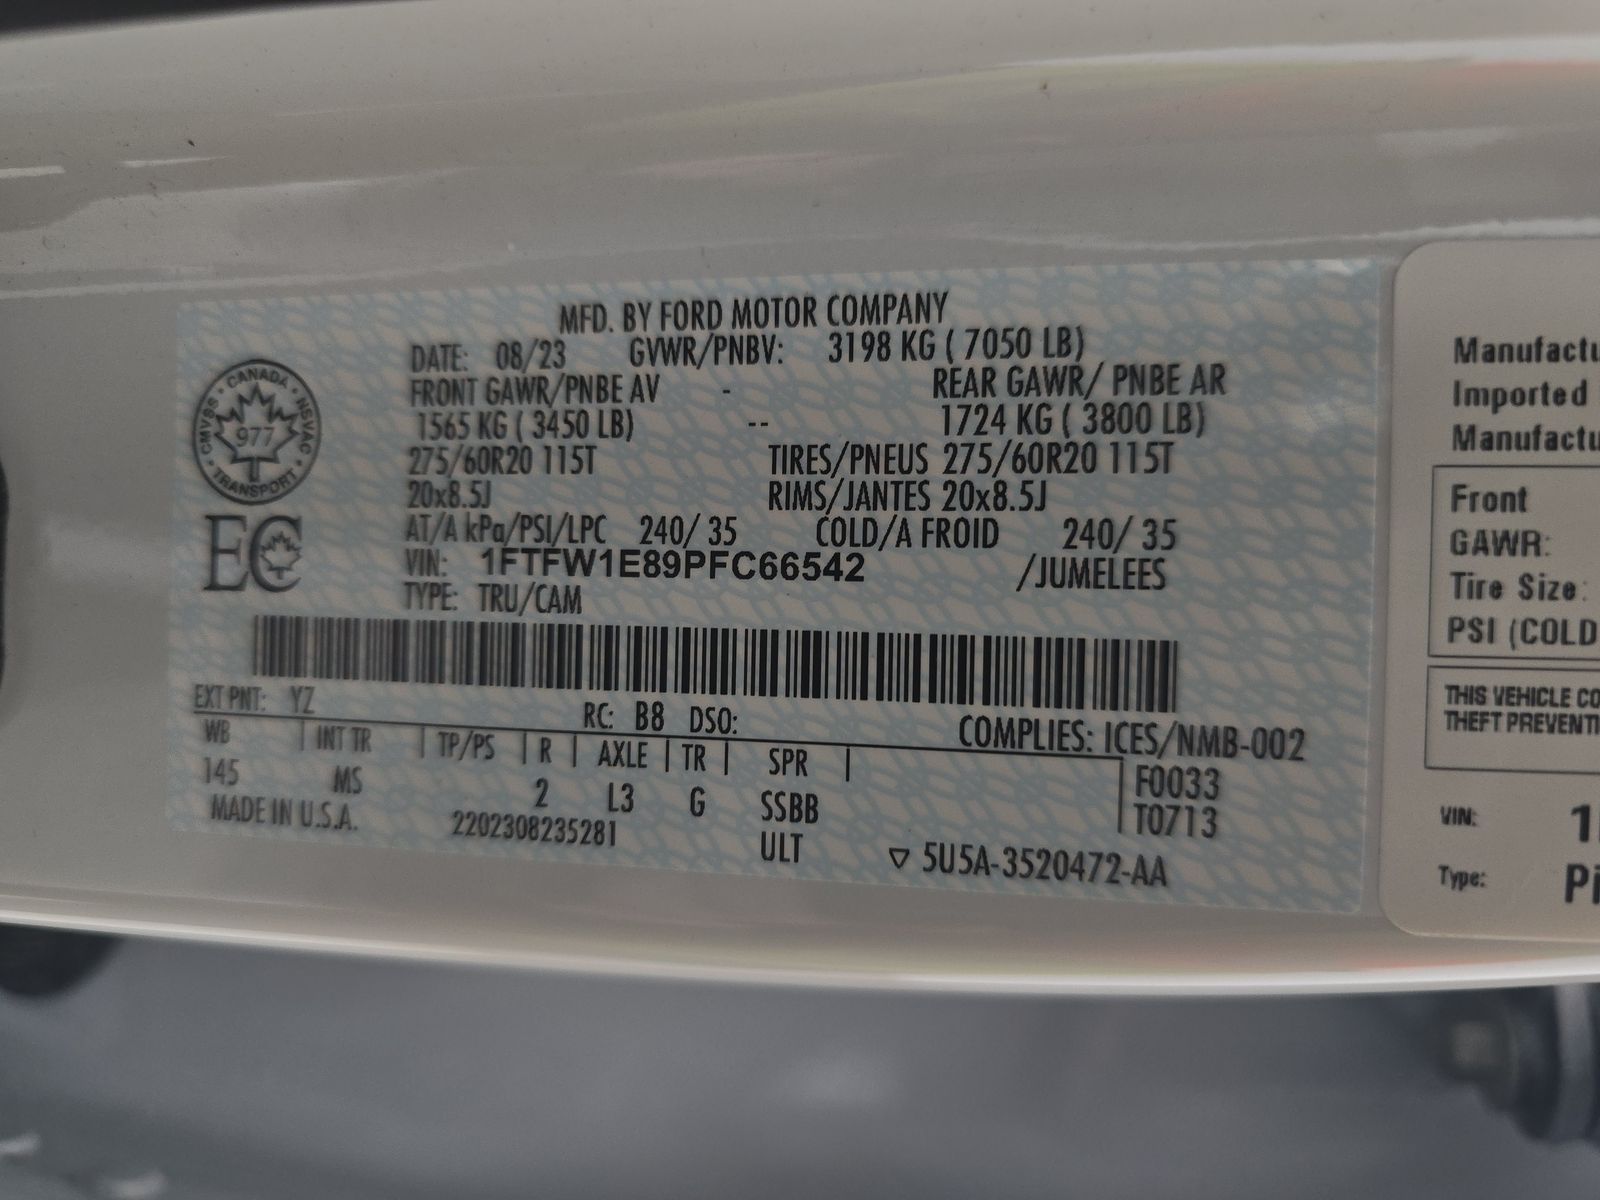 MFD. BY FORD MOTOR COMPANY
DATE: 08/23 GVWR/PNBV: 3198 KG ( 7050 LB)
FRONT GAWR/PNBE AV - REAR GAWR/ PNBE AR
1565 KG ( 3450 LB) -- 1724 KG ( 3800 LB)
275/60R20 115T TIRES/PNEUS 275/60R20 115T
20x8.5J RIMS/JANTES 20x8.5J
AT/A kPa/PSI/LPC 240/ 35 COLD/A FROID 240/ 35
VIN: 1FTFW1E89PFC66542 /JUMELEES
TYPE: TRU/CAM
CANADA
CMVSS
NSVAC
977
TRANSPORT
EC
EXT PNT: YZ RC: B8 DSO: COMPLIES: ICES/NMB-002
WB | INT TR | TP/PS | R | AXLE | TR | SPR |
145 MS 2 L3 G SSBB F0033
ULT T0713
MADE IN U.S.A. 2202308235281 ▽ 5U5A-3520472-AA
Manufactu
Imported
Manufactu
Front
GAWR:
Tire Size:
PSI (COLD
THIS VEHICLE CO
THEFT PREVENTI
VIN: 1
Type: Pi